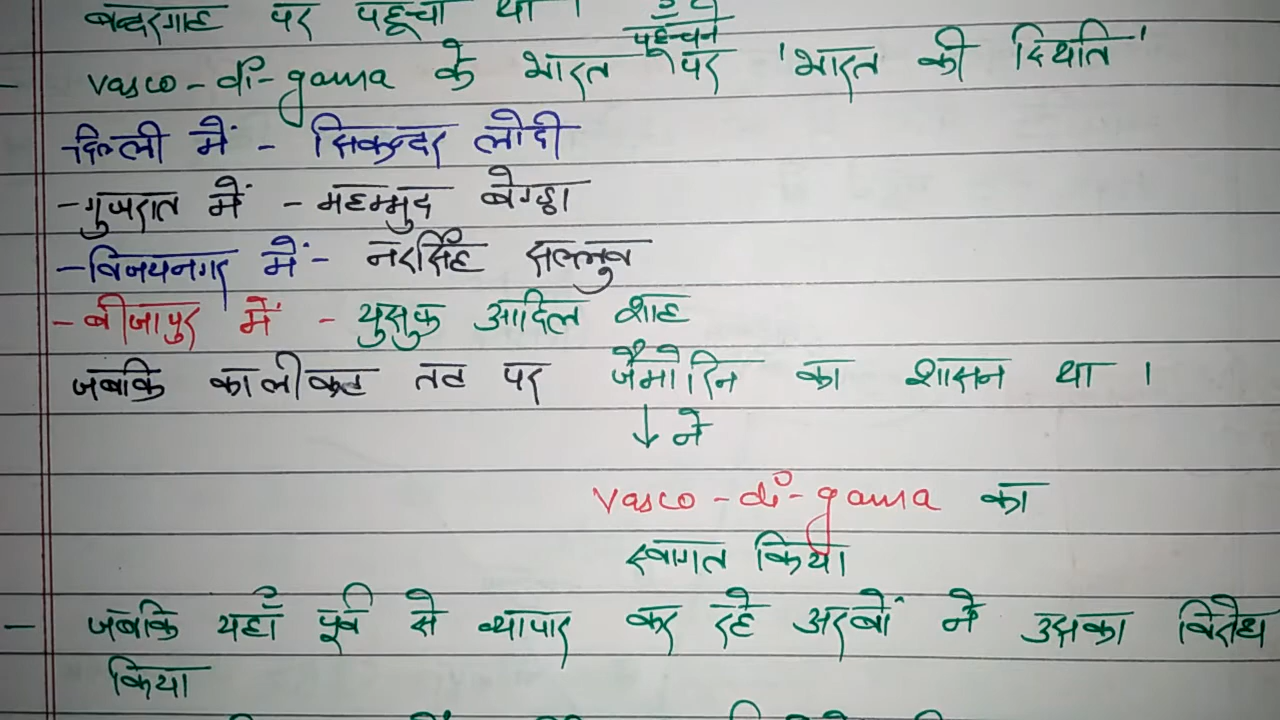 बन्दरगाह पर पहूंचा था ।
- vasco-di-gama के भारत पहूँचने पर 'भारत की स्थिति'
दिल्ली में - सिकन्दर लोदी
- गुजरात में - महम्मुद बेगड़ा
- विजयनगर में - नरसिंह सल्लुव
- बीजापुर में - युसुफ आदिल शाह
जबकि कालीकट तट पर जैमोरिन का शासन था ।
↓ ने
vasco-di-gama का
स्वागत किया
- जबकि यहाँ पूर्व से व्यापार कर रहे अरबों ने उसका विरोध
किया